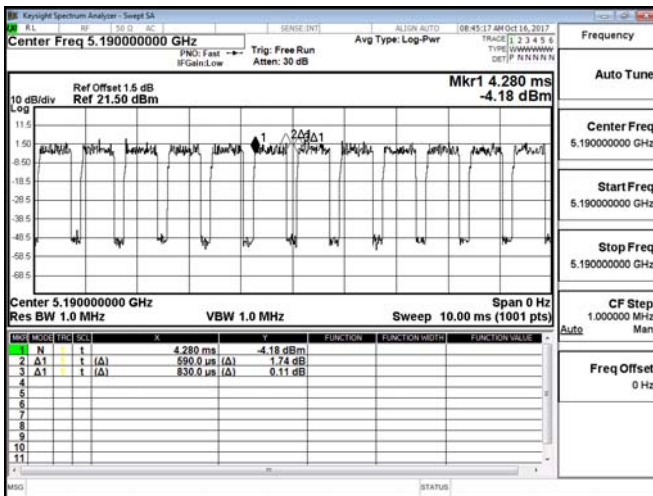 Keysight Spectrum Analyzer - Swept SA
RL RF 50 Ω AC SENSE:INT ALIGN AUTO 08:45:17 AM Oct 16, 2017
Center Freq 5.190000000 GHz
PNO: Fast
IFGain:Low
Trig: Free Run
Atten: 30 dB
Avg Type: Log-Pwr
TRACE 1 2 3 4 5 6
TYPE WWWWWW
DET P NNNNN
Ref Offset 1.5 dB
10 dB/div Ref 21.50 dBm
Log
Mkr1 4.280 ms
-4.18 dBm
11.5
1.50
-8.50
-18.5
-28.5
-38.5
-48.5
-58.5
-68.5
1
Center 5.190000000 GHz
Span 0 Hz
Res BW 1.0 MHz
VBW 1.0 MHz
Sweep 10.00 ms (1001 pts)
MKR MODE TRC SCL X Y FUNCTION FUNCTION WIDTH FUNCTION VALUE
1 N t 4.280 ms -4.18 dBm
2 Δ1 t (Δ) 590.0 µs (Δ) 1.74 dB
3 Δ1 t (Δ) 830.0 µs (Δ) 0.11 dB
4
5
6
7
8
9
10
11
MSG
STATUS
Frequency
Auto Tune
Center Freq
5.190000000 GHz
Start Freq
5.190000000 GHz
Stop Freq
5.190000000 GHz
CF Step
1.000000 MHz
Auto Man
Freq Offset
0 Hz